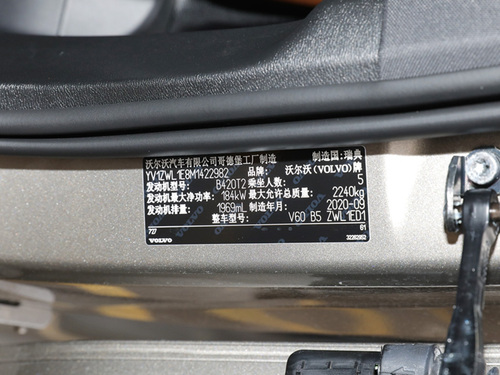 沃尔沃汽车有限公司哥德堡工厂制造 制造国: 瑞典
YV1ZWL1E8M1422982 品牌: 沃尔沃(VOLVO)牌
发动机型号: B420T2 乘坐人数: 5
发动机最大净功率: 184kW 最大允许总质量: 2240kg
发动机排量: 1969mL 制造年月: 2020-09
整车型号: V60 B5 ZWL1ED1
727 01
VOLVO